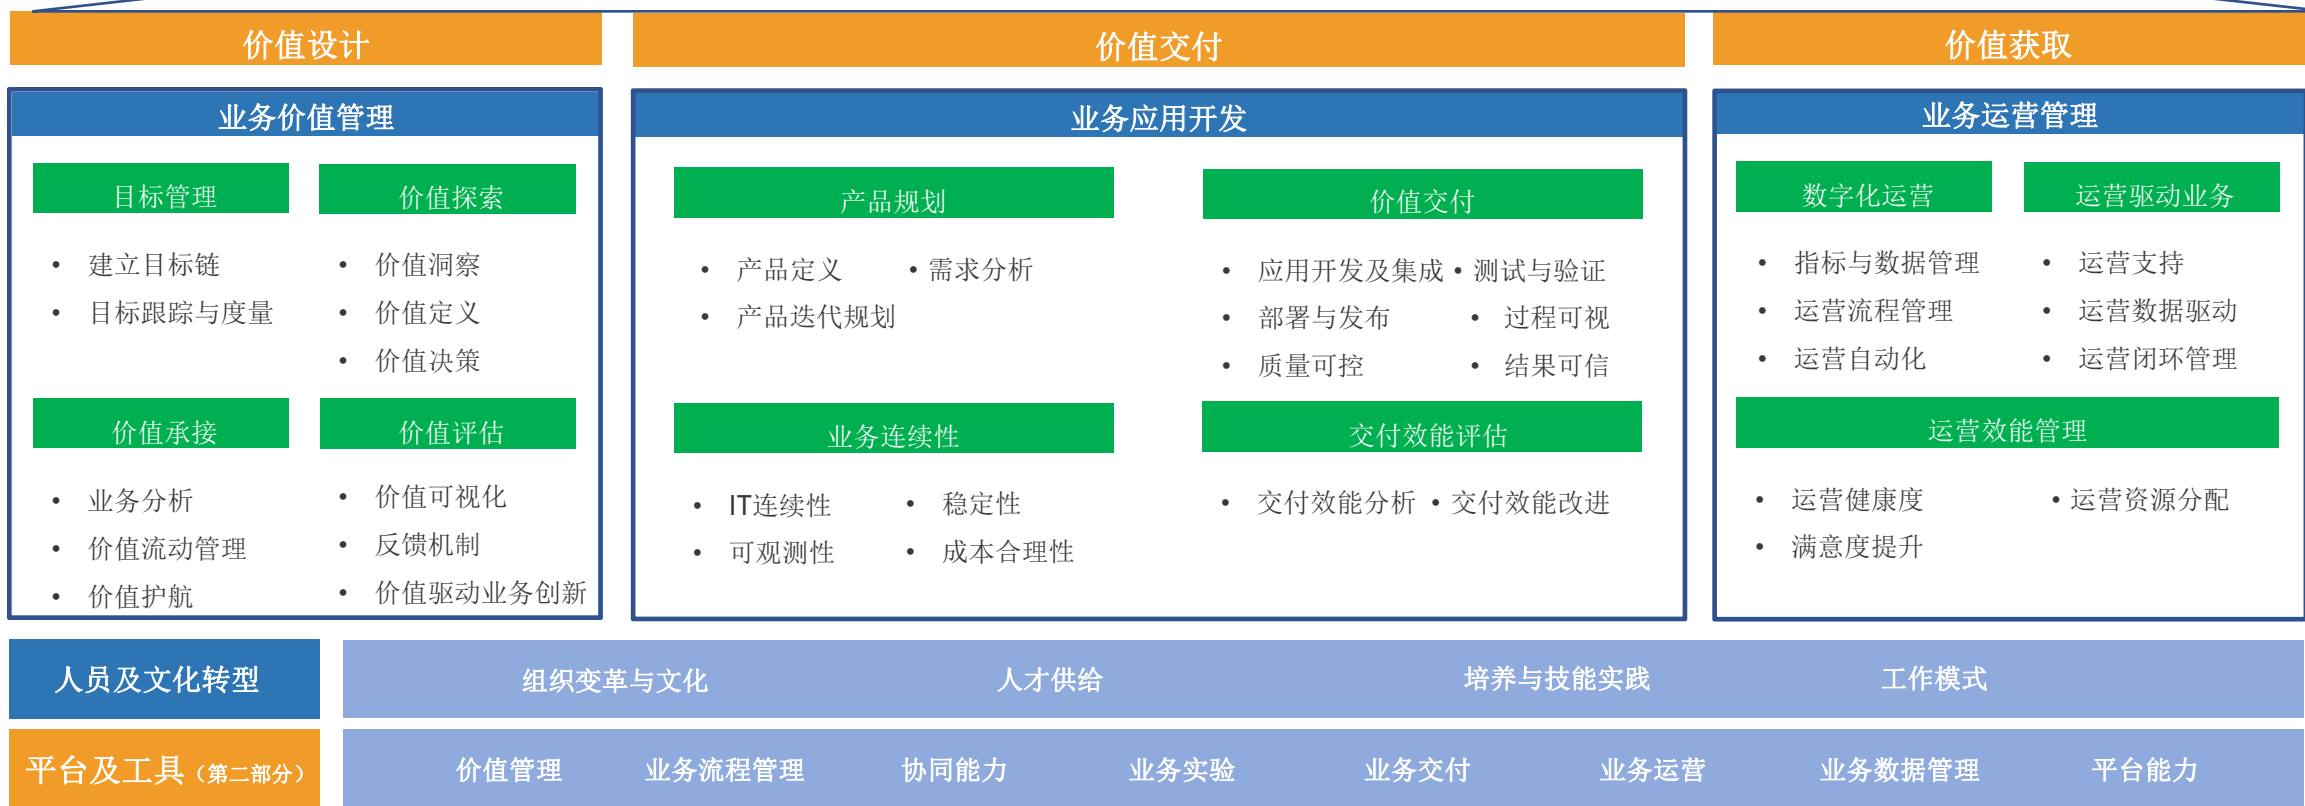 价值设计
价值交付
价值获取
业务价值管理
目标管理
价值探索
• 建立目标链
• 目标跟踪与度量
• 价值洞察
• 价值定义
• 价值决策
价值承接
价值评估
• 业务分析
• 价值流动管理
• 价值护航
• 价值可视化
• 反馈机制
• 价值驱动业务创新
业务应用开发
产品规划
价值交付
• 产品定义 • 需求分析
• 产品迭代规划
• 应用开发及集成 • 测试与验证
• 部署与发布 • 过程可视
• 质量可控 • 结果可信
业务连续性
交付效能评估
• IT连续性 • 稳定性
• 可观测性 • 成本合理性
• 交付效能分析 • 交付效能改进
业务运营管理
数字化运营
运营驱动业务
• 指标与数据管理
• 运营流程管理
• 运营自动化
• 运营支持
• 运营数据驱动
• 运营闭环管理
运营效能管理
• 运营健康度 • 运营资源分配
• 满意度提升
人员及文化转型
组织变革与文化 人才供给 培养与技能实践 工作模式
平台及工具（第二部分）
价值管理 业务流程管理 协同能力 业务实验 业务交付 业务运营 业务数据管理 平台能力